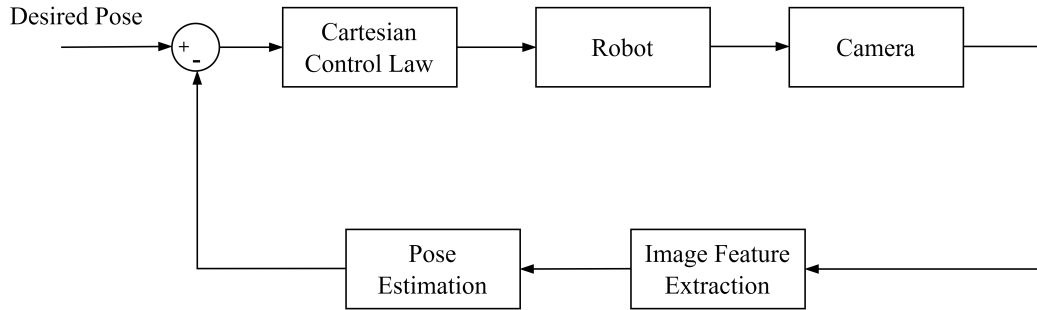 Desired Pose
+
-
Cartesian
Control Law
Robot
Camera
Pose
Estimation
Image Feature
Extraction